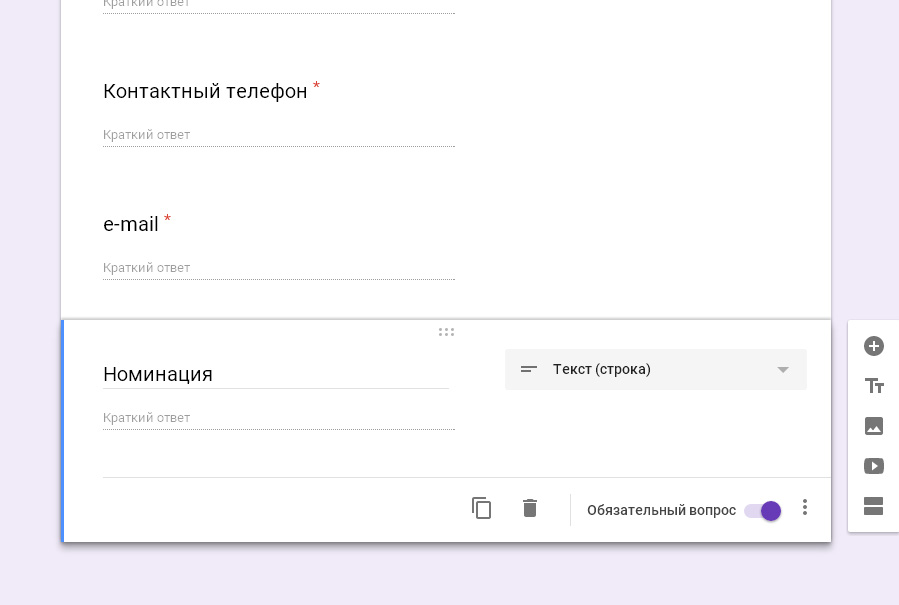 Краткий ответ
Контактный телефон *
Краткий ответ
e-mail *
Краткий ответ
Номинация
Текст (строка)
Краткий ответ
Обязательный вопрос